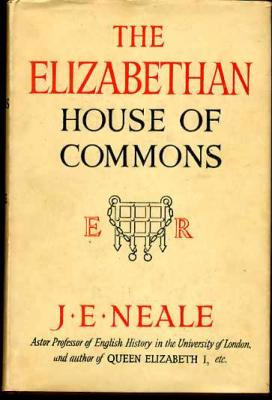 THE
ELIZABETHAN
HOUSE OF
COMMONS
E R
J·E·NEALE
Astor Professor of English History in the University of London,
and author of QUEEN ELIZABETH I, etc.